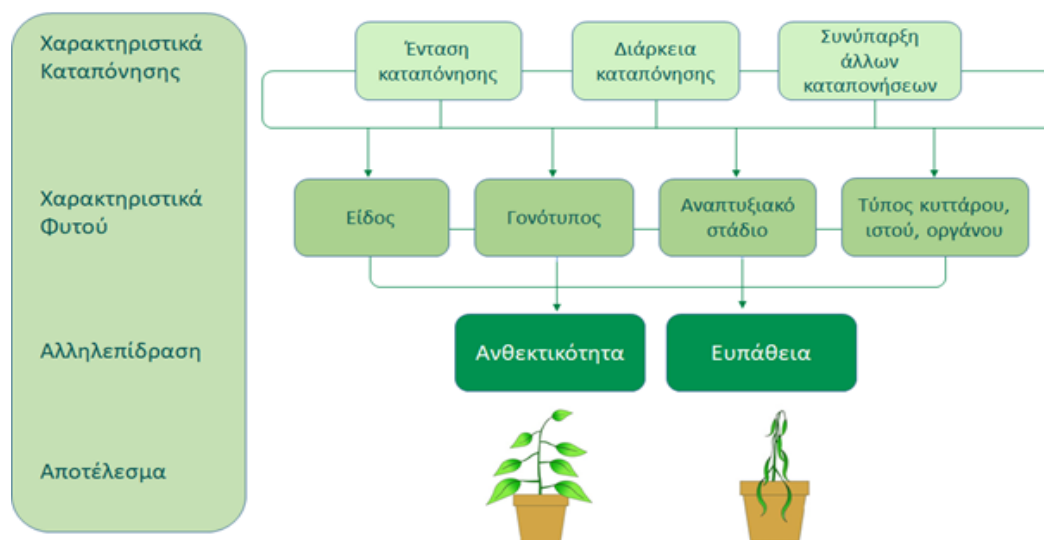 Χαρακτηριστικά
Καταπόνησης
Ένταση
καταπόνησης
Διάρκεια
καταπόνησης
Συνύπαρξη
άλλων
καταπονήσεων
Χαρακτηριστικά
Φυτού
Είδος
Γονότυπος
Αναπτυξιακό
στάδιο
Τύπος κυττάρου,
ιστού, οργάνου
Αλληλεπίδραση
Ανθεκτικότητα
Ευπάθεια
Αποτέλεσμα